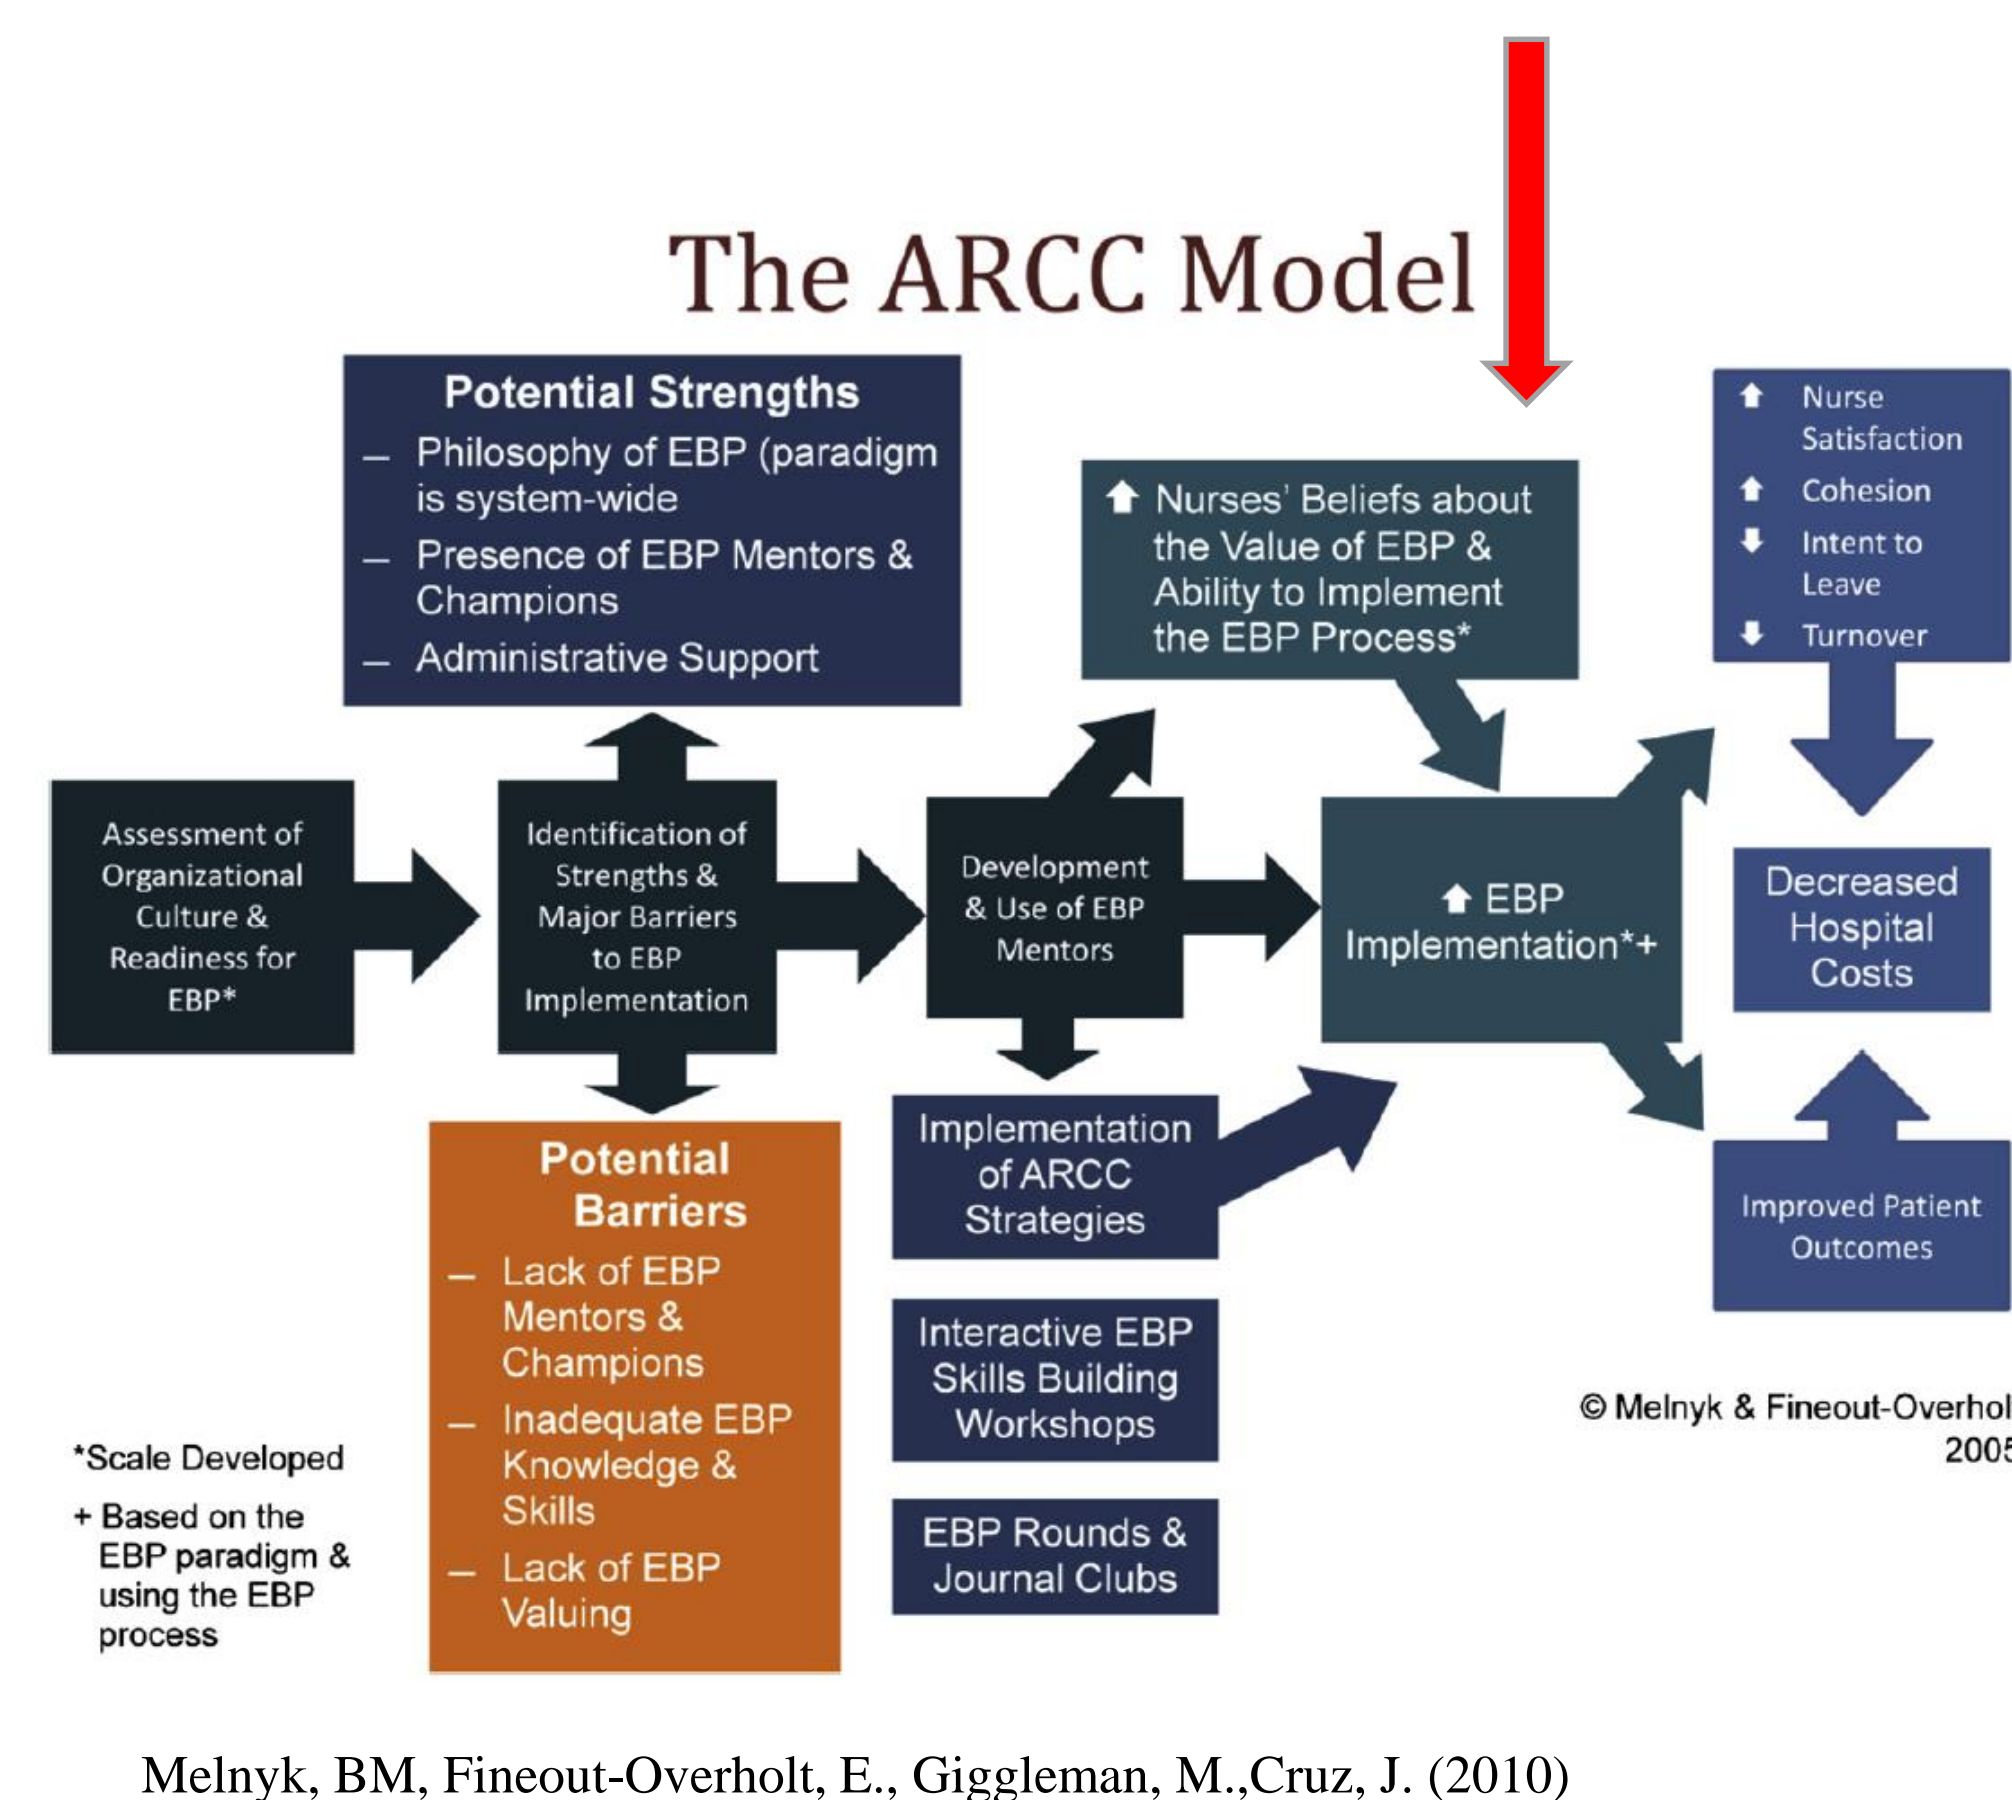 The ARCC Model
Potential Strengths
– Philosophy of EBP (paradigm
is system-wide
– Presence of EBP Mentors &
Champions
– Administrative Support
Nurses' Beliefs about
the Value of EBP &
Ability to Implement
the EBP Process*
Nurse
Satisfaction
Cohesion
Intent to
Leave
Turnover
Assessment of
Organizational
Culture &
Readiness for
EBP*
Identification of
Strengths &
Major Barriers
to EBP
Implementation
Development
& Use of EBP
Mentors
EBP
Implementation*+
Decreased
Hospital
Costs
Potential
Barriers
– Lack of EBP
Mentors &
Champions
– Inadequate EBP
Knowledge &
Skills
– Lack of EBP
Valuing
Implementation
of ARCC
Strategies
Interactive EBP
Skills Building
Workshops
EBP Rounds &
Journal Clubs
Improved Patient
Outcomes
© Melnyk & Fineout-Overhol
2005
*Scale Developed
+ Based on the
EBP paradigm &
using the EBP
process
Melnyk, BM, Fineout-Overholt, E., Giggleman, M.,Cruz, J. (2010)